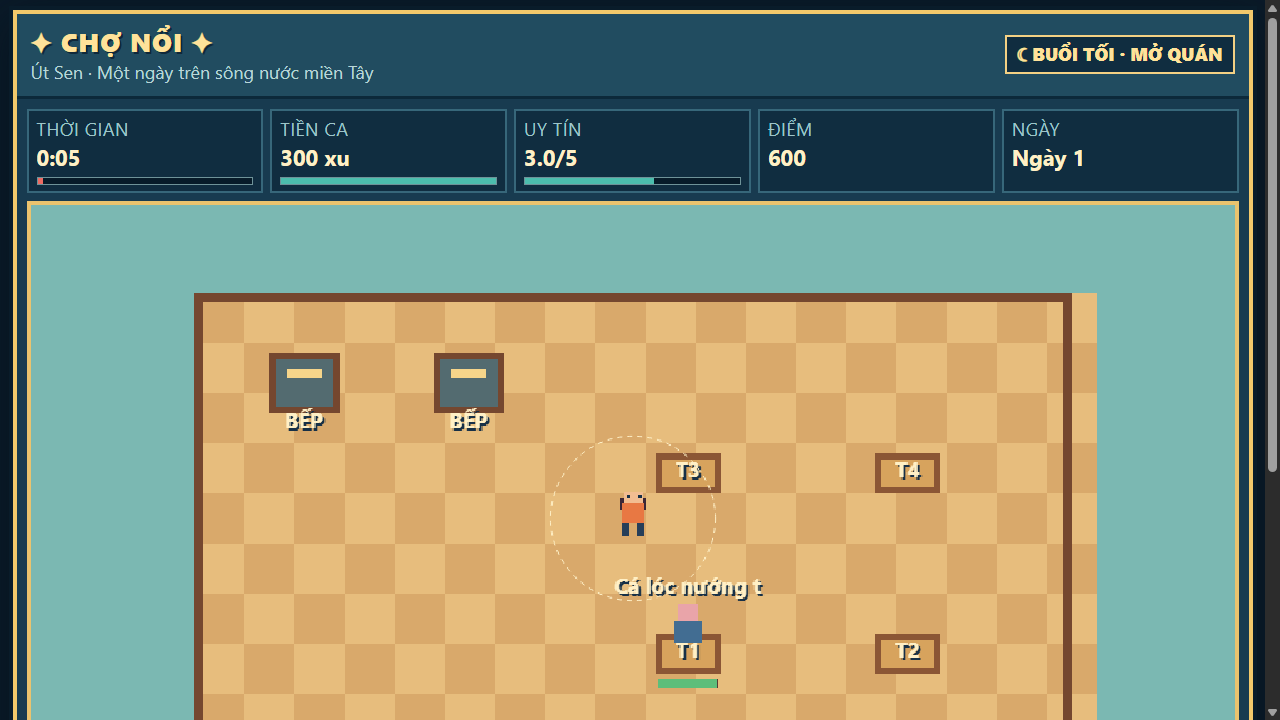 ✦ CHỢ NỔI ✦
Út Sen · Một ngày trên sông nước miền Tây
☾ BUỔI TỐI · MỞ QUÁN
THỜI GIAN
0:05
TIỀN CA
300 xu
UY TÍN
3.0/5
ĐIỂM
600
NGÀY
Ngày 1
BẾP
BẾP
T3
T4
Cá lóc nướng t
T1
T2